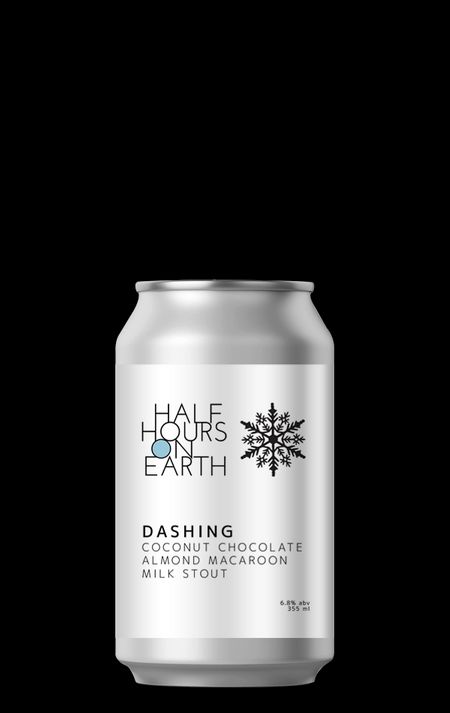 HALF
HOURS
ON
EARTH
DASHING
COCONUT CHOCOLATE
ALMOND MACAROON
MILK STOUT
6.8% abv
355 ml